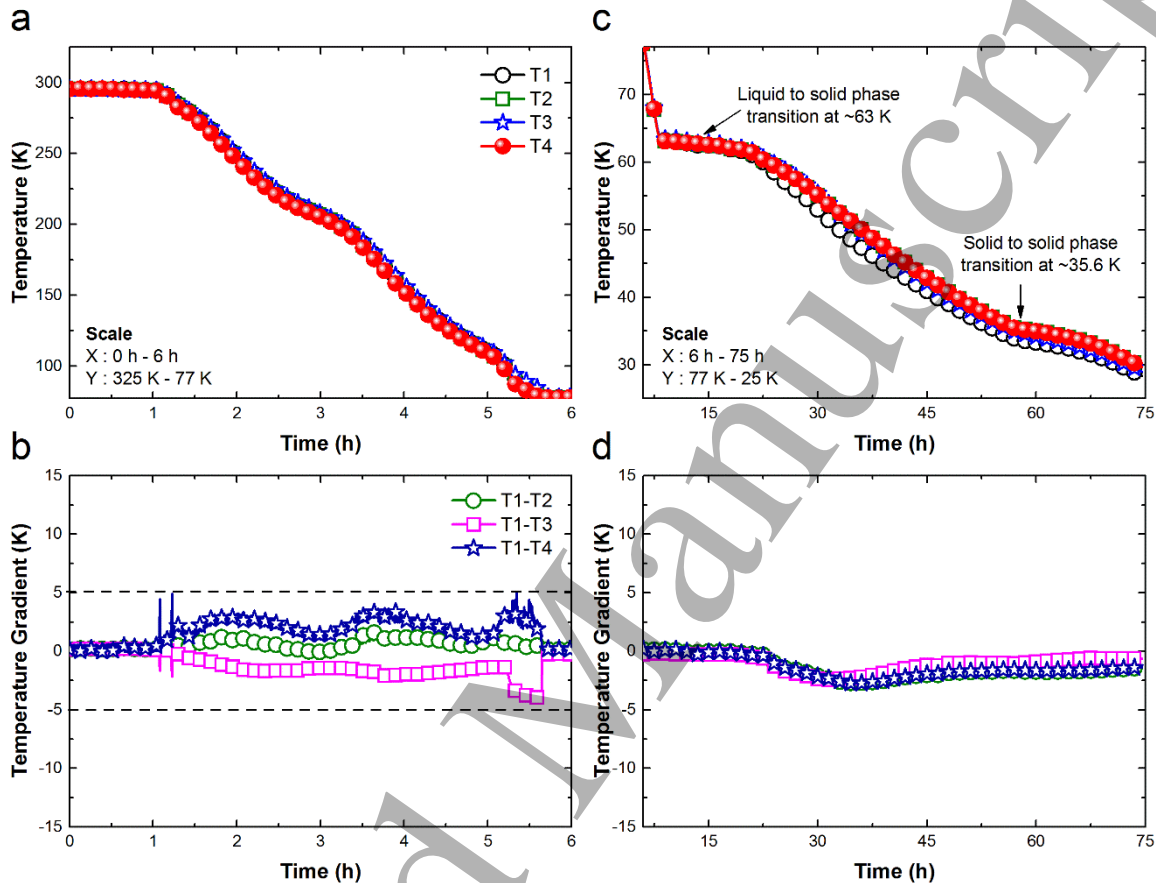 a
300
250
200
150
100
Temperature (K)
T1
T2
T3
T4
Scale
X : 0 h - 6 h
Y : 325 K - 77 K
0 1 2 3 4 5 6
Time (h)
c
70
60
50
40
30
Temperature (K)
Liquid to solid phase
transition at ~63 K
Solid to solid phase
transition at ~35.6 K
Scale
X : 6 h - 75 h
Y : 77 K - 25 K
15 30 45 60 75
Time (h)
b
15
10
5
0
-5
-10
-15
Temperature Gradient (K)
T1-T2
T1-T3
T1-T4
0 1 2 3 4 5 6
Time (h)
d
15
10
5
0
-5
-10
-15
Temperature Gradient (K)
15 30 45 60 75
Time (h)
d Manuscri